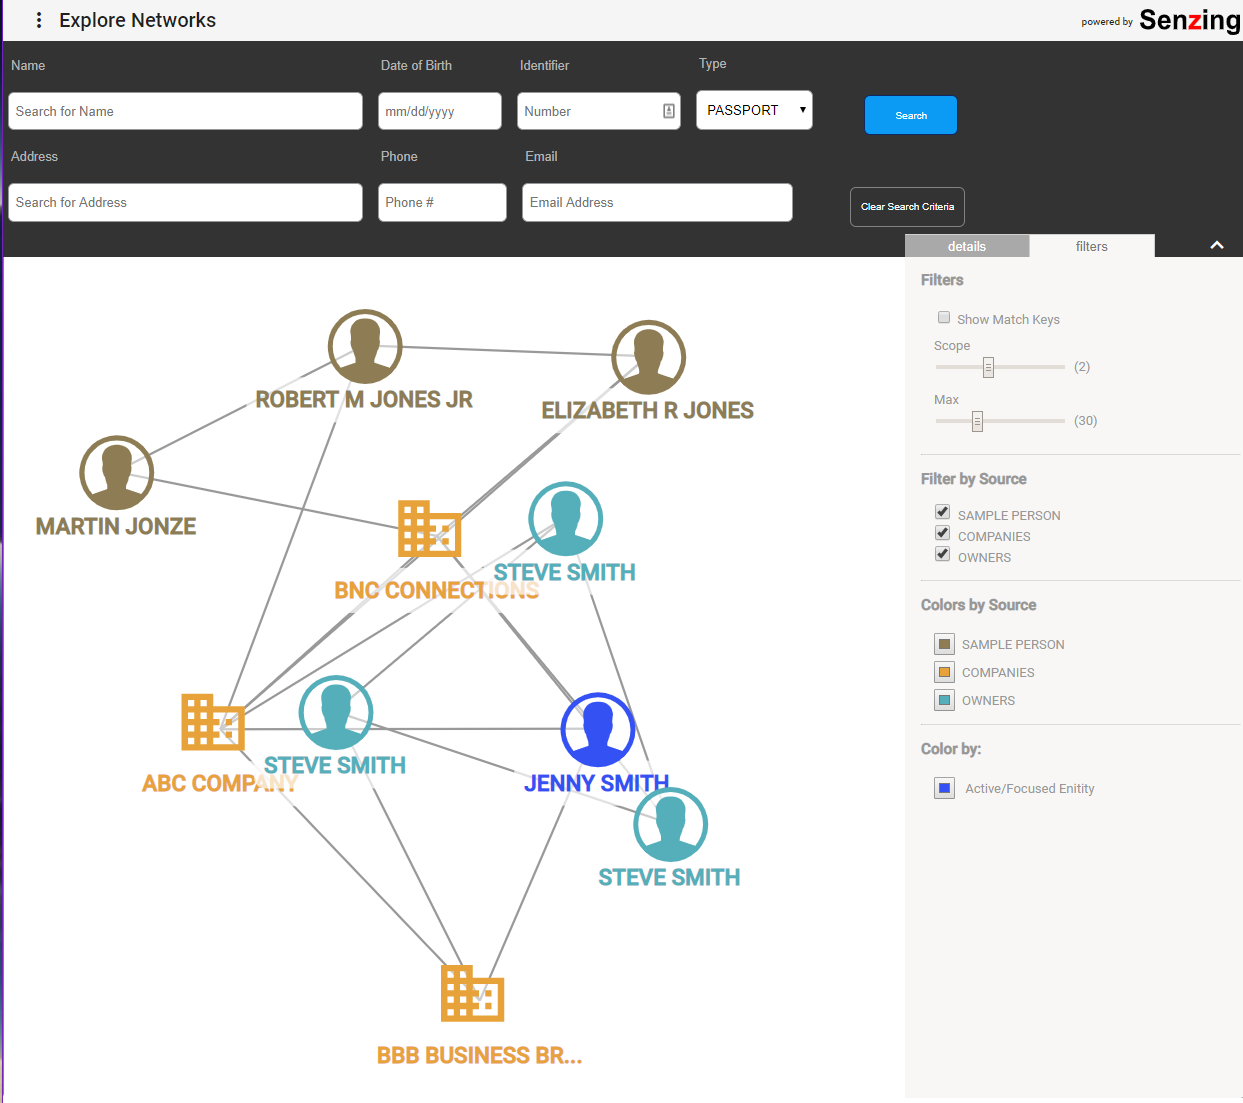 Explore Networks
powered by Senzing
Name
Date of Birth
Identifier
Type
Search for Name
mm/dd/yyyy
Number
PASSPORT
Search
Address
Phone
Email
Search for Address
Phone #
Email Address
Clear Search Criteria
details
filters
Filters
Show Match Keys
Scope
(2)
Max
(30)
Filter by Source
SAMPLE PERSON
COMPANIES
OWNERS
Colors by Source
SAMPLE PERSON
COMPANIES
OWNERS
Color by:
Active/Focused Enitity
ROBERT M JONES JR
ELIZABETH R JONES
MARTIN JONZE
STEVE SMITH
BNC CONNECTIONS
STEVE SMITH
ABC COMPANY
JENNY SMITH
STEVE SMITH
BBB BUSINESS BR...